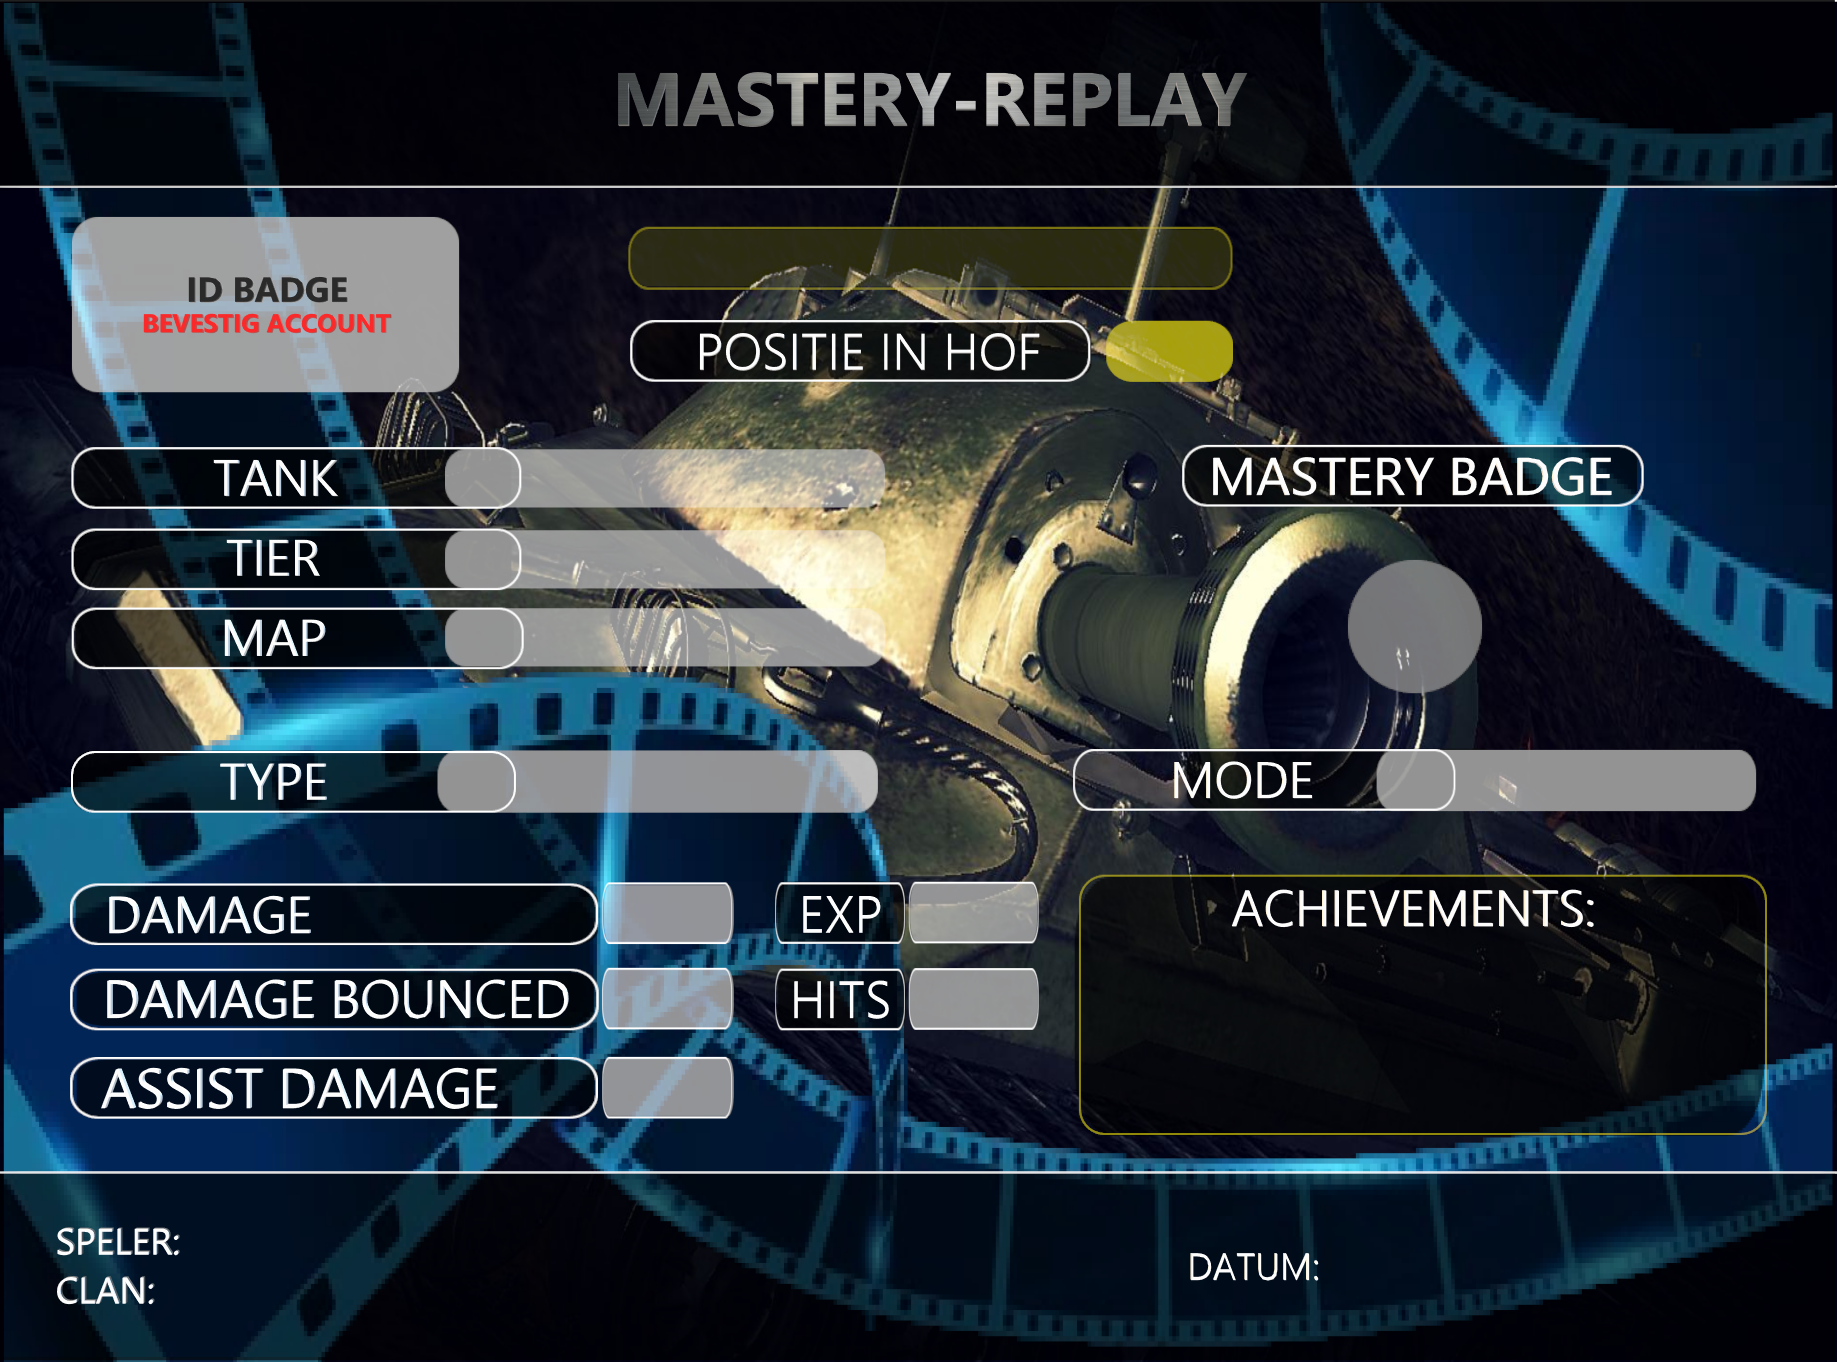 MASTERY-REPLAY
ID BADGE
BEVESTIG ACCOUNT
POSITIE IN HOF
TANK
MASTERY BADGE
TIER
MAP
TYPE
MODE
DAMAGE
EXP
ACHIEVEMENTS:
DAMAGE BOUNCED
HITS
ASSIST DAMAGE
SPELER:
CLAN:
DATUM: